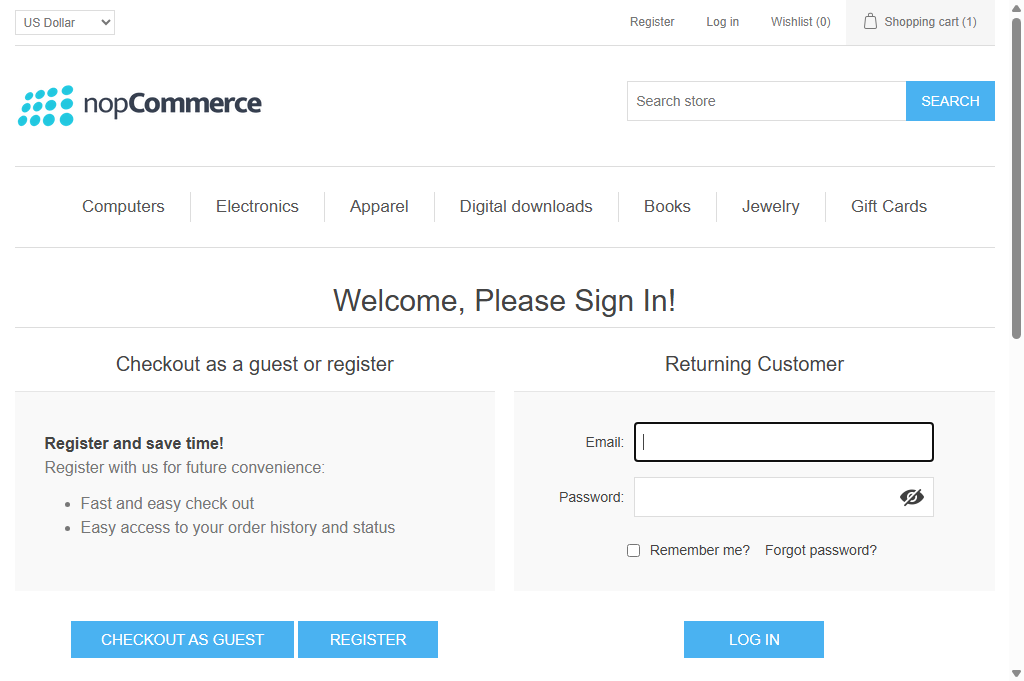 US Dollar
Register
Log in
Wishlist (0)
Shopping cart (1)
nopCommerce
Search store
SEARCH
Computers
Electronics
Apparel
Digital downloads
Books
Jewelry
Gift Cards
Welcome, Please Sign In!
Checkout as a guest or register
Register and save time!
Register with us for future convenience:
Fast and easy check out
Easy access to your order history and status
CHECKOUT AS GUEST
REGISTER
Returning Customer
Email:
Password:
Remember me?
Forgot password?
LOG IN